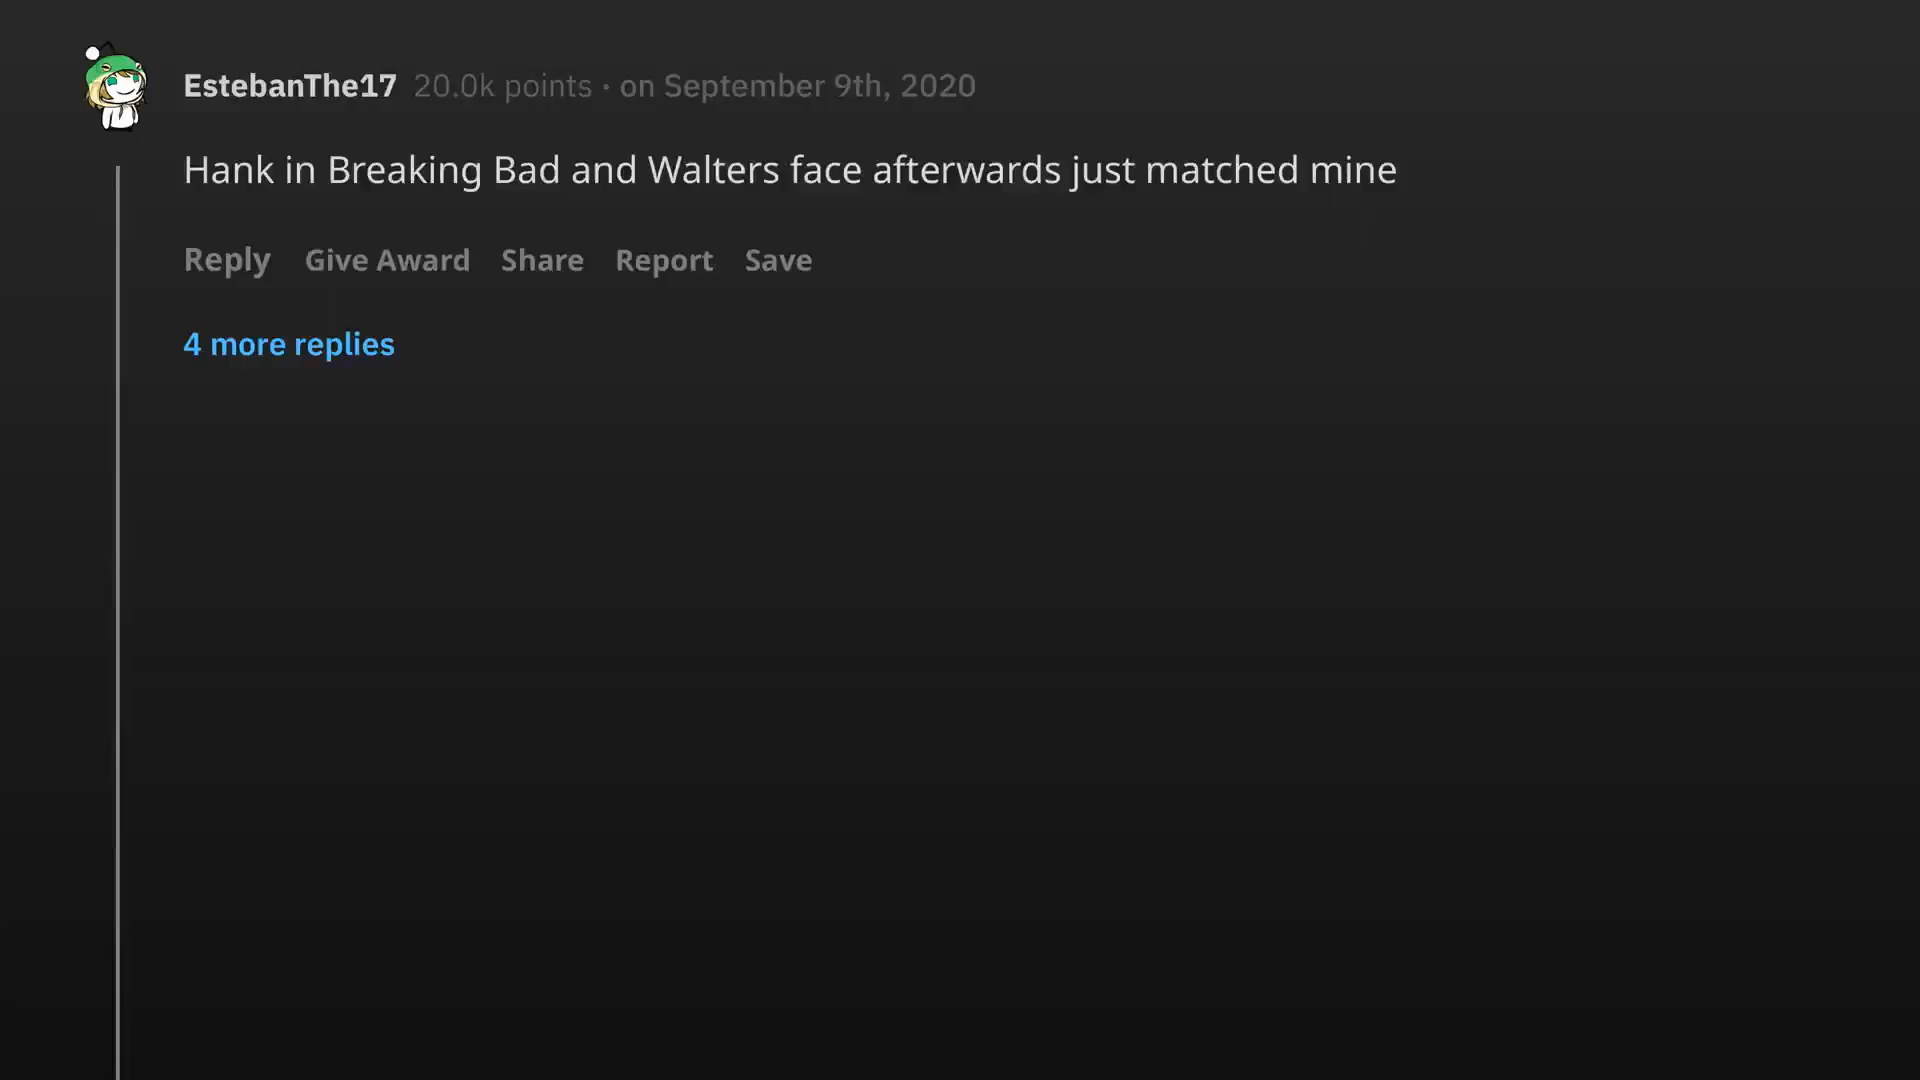 EstebanThe17 20.0k points · on September 9th, 2020
Hank in Breaking Bad and Walters face afterwards just matched mine
Reply Give Award Share Report Save
4 more replies